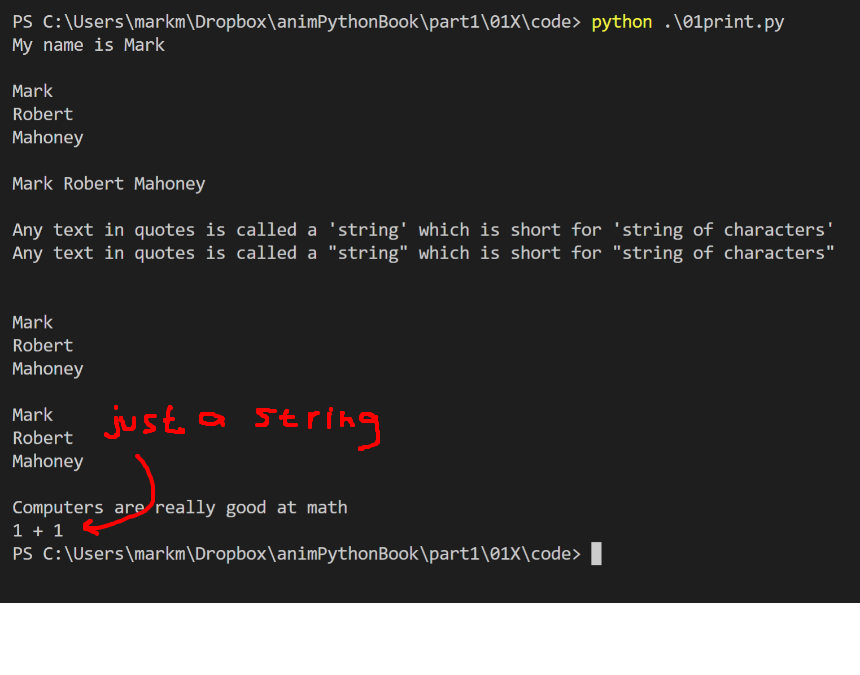 PS C:\Users\markm\Dropbox\animPythonBook\part1\01X\code> python .\01print.py
My name is Mark
Mark
Robert
Mahoney
Mark Robert Mahoney
Any text in quotes is called a 'string' which is short for 'string of characters'
Any text in quotes is called a "string" which is short for "string of characters"
Mark
Robert
Mahoney
Mark
just a string
Robert
Mahoney
Computers are really good at math
1 + 1
PS C:\Users\markm\Dropbox\animPythonBook\part1\01X\code>